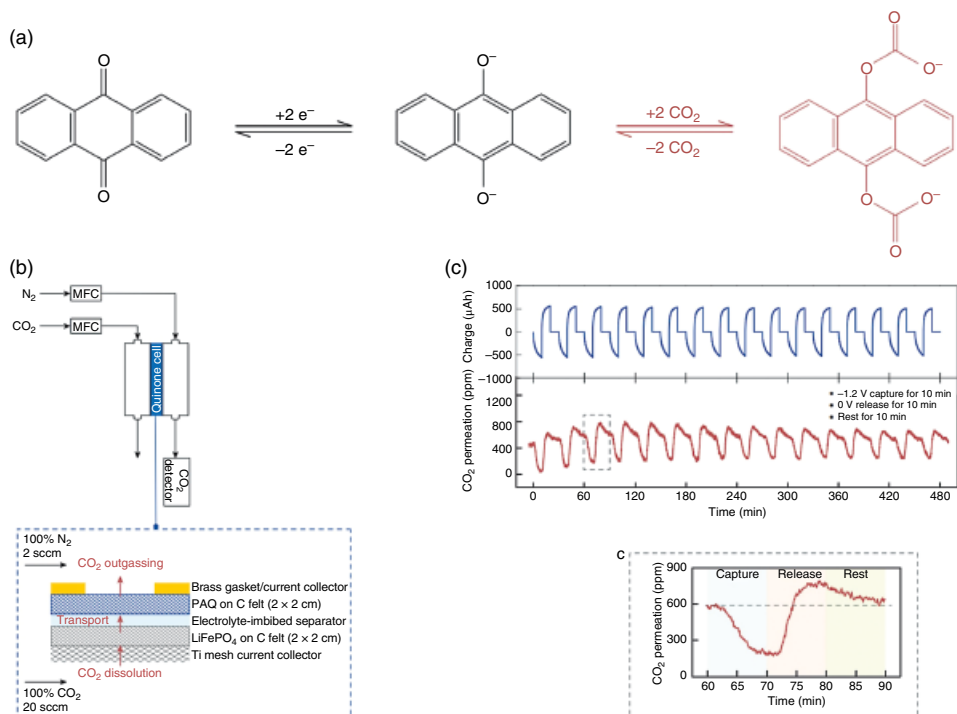 (a)
O
O
+2 e⁻
−2 e⁻
O⁻
O⁻
+2 CO₂
−2 CO₂
O
O
O⁻
O
O⁻
O
(b)
N₂
MFC
CO₂
MFC
Quinone cell
CO₂
detector
100% N₂
2 sccm
CO₂ outgassing
Brass gasket/current collector
PAQ on C felt (2 × 2 cm)
Transport
Electrolyte-imbibed separator
LiFePO₄ on C felt (2 × 2 cm)
Ti mesh current collector
CO₂ dissolution
100% CO₂
20 sccm
(c)
Charge (µAh)
1000
500
0
−500
−1000
CO₂ permeation (ppm)
1200
800
400
0
−1.2 V capture for 10 min
0 V release for 10 min
Rest for 10 min
0 60 120 180 240 300 360 420 480
Time (min)
c
CO₂ permeation (ppm)
900
600
300
0
Capture Release Rest
60 65 70 75 80 85 90
Time (min)